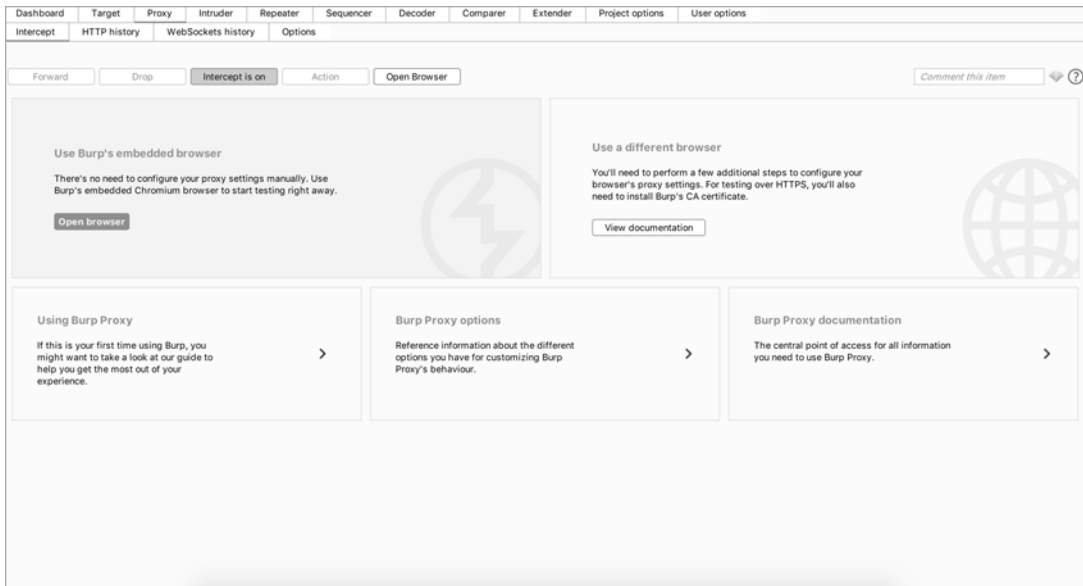 Dashboard Target Proxy Intruder Repeater Sequencer Decoder Comparer Extender Project options User options
Intercept HTTP history WebSockets history Options
Forward Drop Intercept is on Action Open Browser Comment this item ?
Use Burp's embedded browser
There's no need to configure your proxy settings manually. Use
Burp's embedded Chromium browser to start testing right away.
Open browser
Use a different browser
You'll need to perform a few additional steps to configure your
browser's proxy settings. For testing over HTTPS, you'll also
need to install Burp's CA certificate.
View documentation
Using Burp Proxy
If this is your first time using Burp, you
might want to take a look at our guide to
help you get the most out of your
experience.
Burp Proxy options
Reference information about the different
options you have for customizing Burp
Proxy's behaviour.
Burp Proxy documentation
The central point of access for all information
you need to use Burp Proxy.